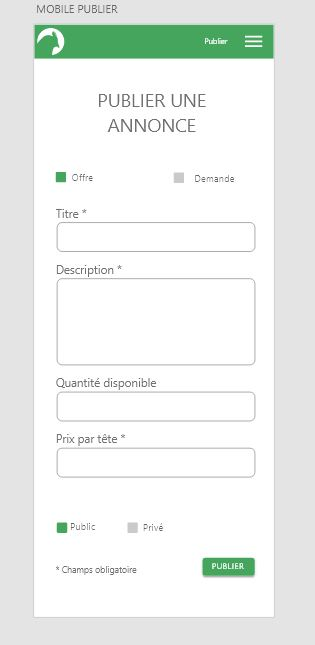 MOBILE PUBLIER
Publier
PUBLIER UNE
ANNONCE
Offre
Demande
Titre *
Description *
Quantité disponible
Prix par tête *
Public
Privé
* Champs obligatoire
PUBLIER